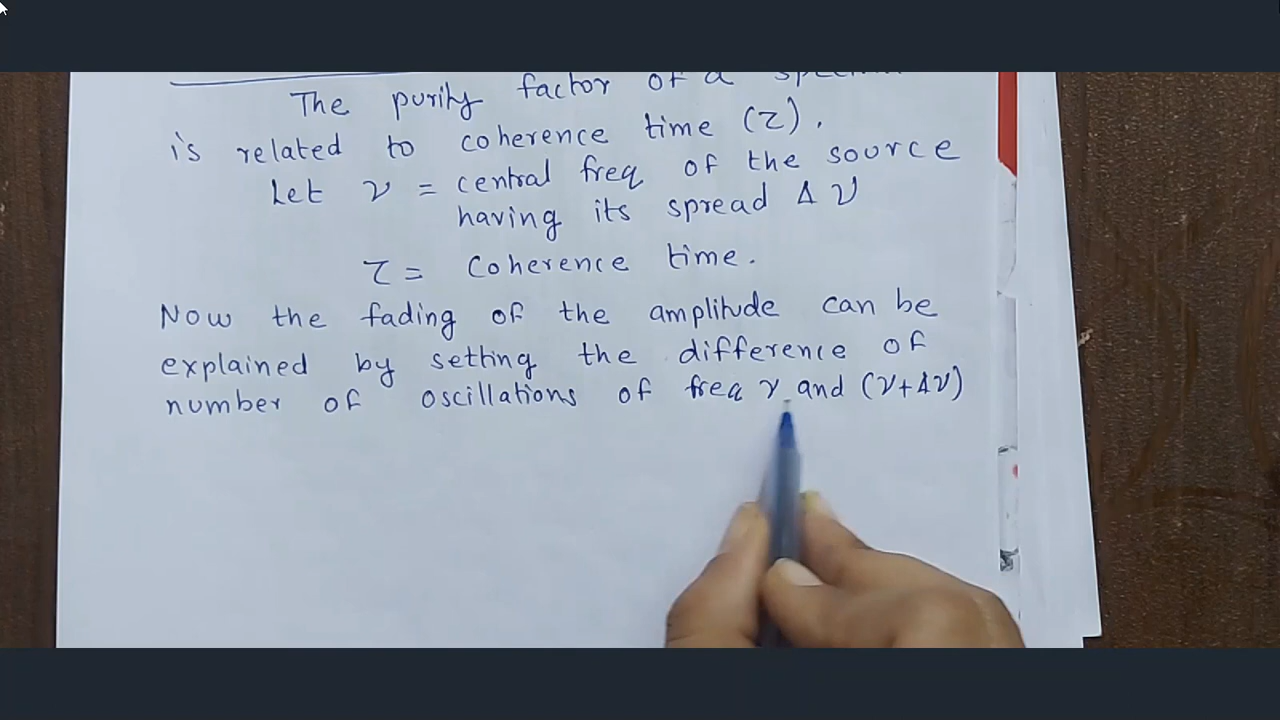 The purity factor of a
is related to coherence time (τ).
Let ν = central freq of the source
having its spread Δν
τ = Coherence time.
Now the fading of the amplitude can be
explained by setting the difference of
number of oscillations of freq ν and (ν+Δν)